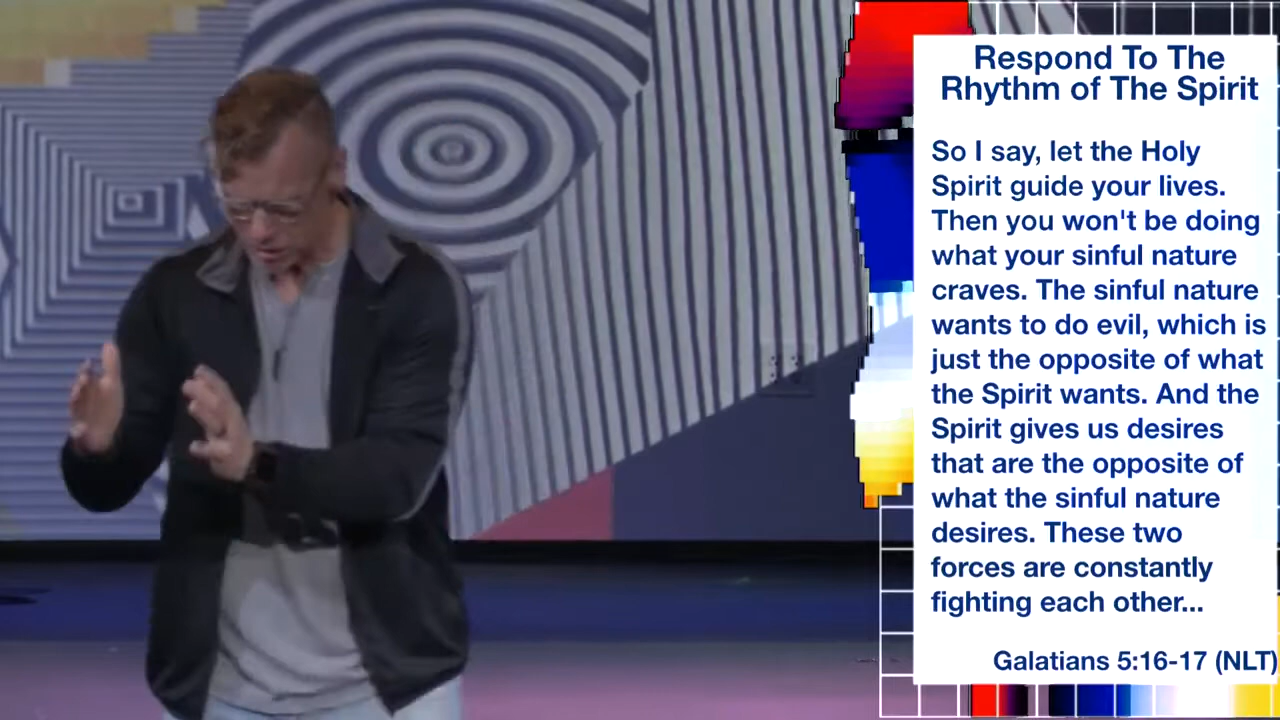 Respond To The
Rhythm of The Spirit
So I say, let the Holy
Spirit guide your lives.
Then you won't be doing
what your sinful nature
craves. The sinful nature
wants to do evil, which is
just the opposite of what
the Spirit wants. And the
Spirit gives us desires
that are the opposite of
what the sinful nature
desires. These two
forces are constantly
fighting each other...
Galatians 5:16-17 (NLT)